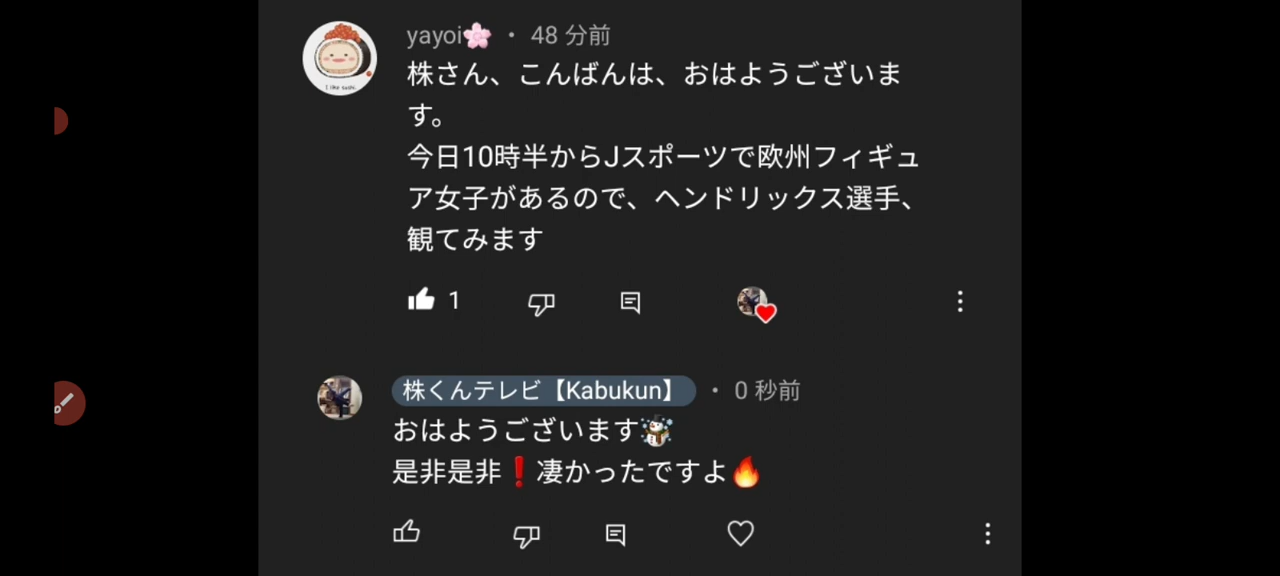 yayoi🌸 • 48 分前
株さん、こんばんは、おはようございま
す。
今日10時半からJスポーツで欧州フィギュ
ア女子があるので、ヘンドリックス選手、
観てみます
1
株くんテレビ【Kabukun】 • 0 秒前
おはようございます☃️
是非是非❗凄かったですよ🔥
I like sushi.